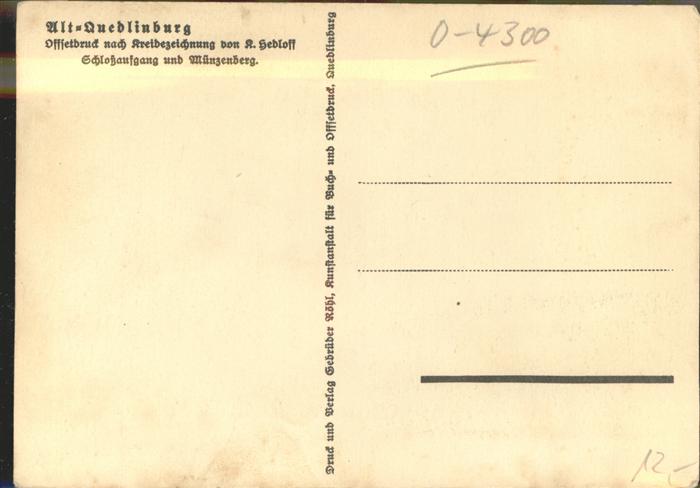 Alt-Quedlinburg
Offsetdruck nach Kreidezeichnung von K. Hedloff
Schloßaufgang und Münzenberg.
Druck und Verlag Gebrüder Röhl, Kunstanstalt für Buch- und Offsetdruck, Quedlinburg
O-4300
12,-